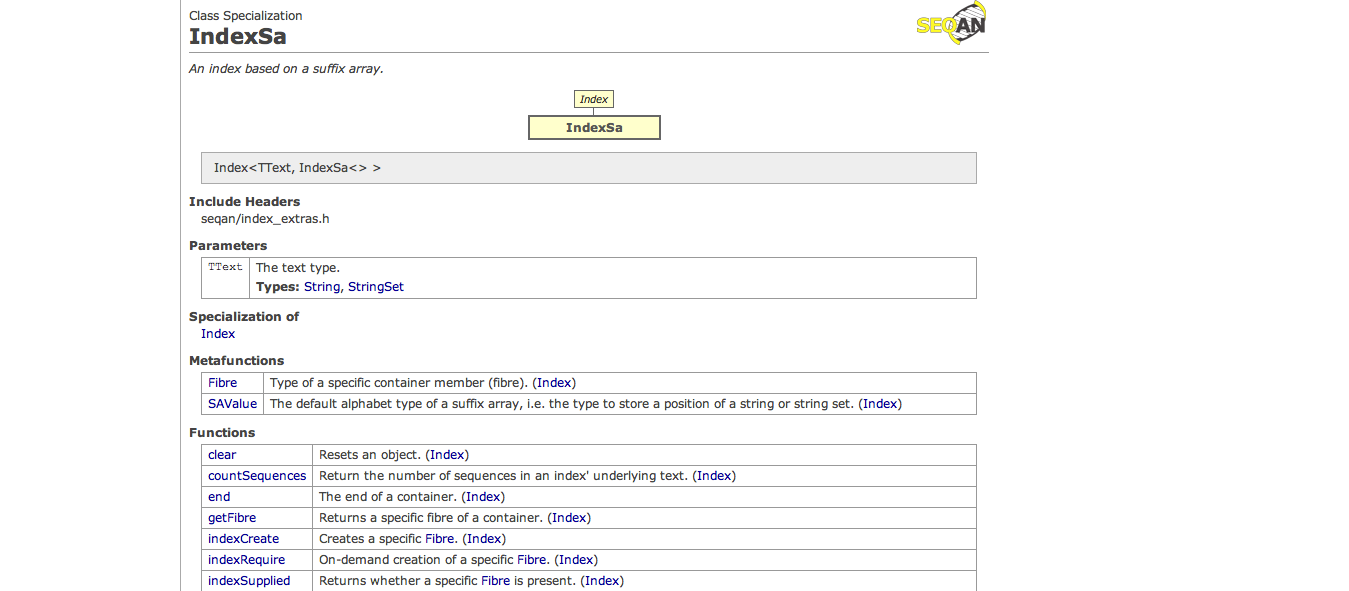 Class Specialization
IndexSa
SEQAN
An index based on a suffix array.
Index
IndexSa
Index<TText, IndexSa<> >
Include Headers
seqan/index_extras.h
Parameters
TText The text type.
Types: String, StringSet
Specialization of
Index
Metafunctions
Fibre Type of a specific container member (fibre). (Index)
SAValue The default alphabet type of a suffix array, i.e. the type to store a position of a string or string set. (Index)
Functions
clear Resets an object. (Index)
countSequences Return the number of sequences in an index' underlying text. (Index)
end The end of a container. (Index)
getFibre Returns a specific fibre of a container. (Index)
indexCreate Creates a specific Fibre. (Index)
indexRequire On-demand creation of a specific Fibre. (Index)
indexSupplied Returns whether a specific Fibre is present. (Index)